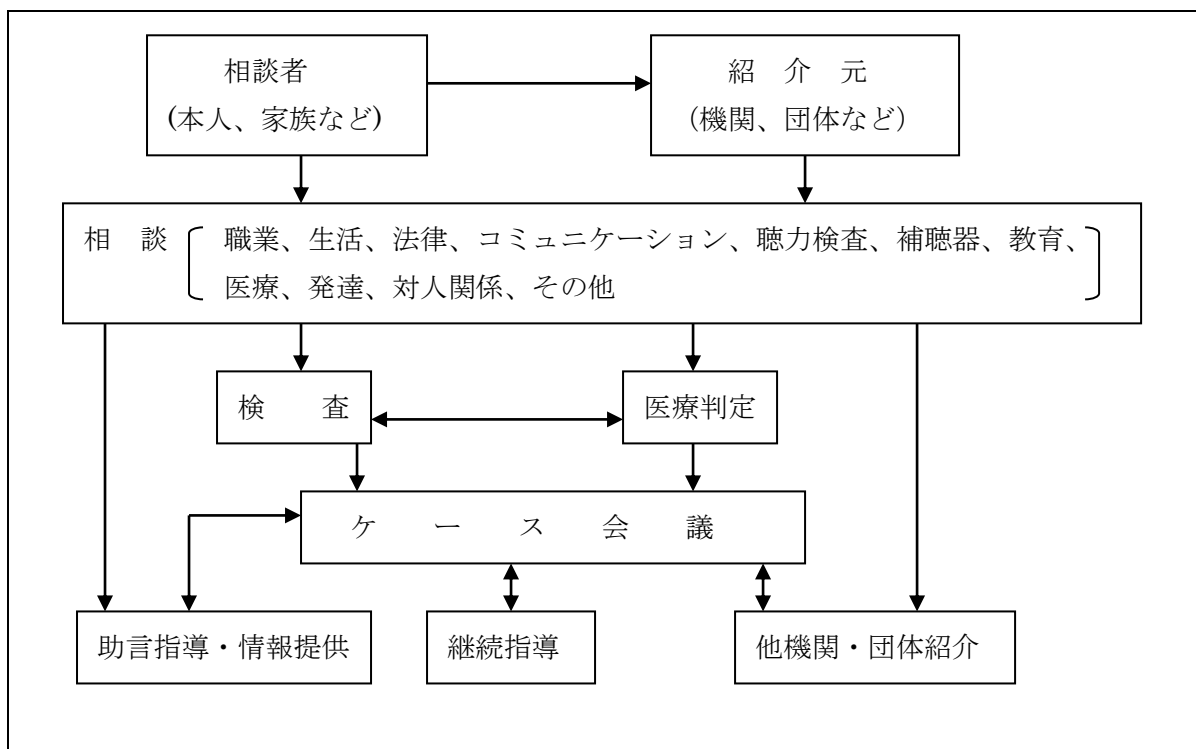 相談者
(本人、家族など)
紹　介　元
（機関、団体など）
相　談
職業、生活、法律、コミュニケーション、聴力検査、補聴器、教育、
医療、発達、対人関係、その他
検　　査
医療判定
ケ　ー　ス　会　議
助言指導・情報提供
継続指導
他機関・団体紹介